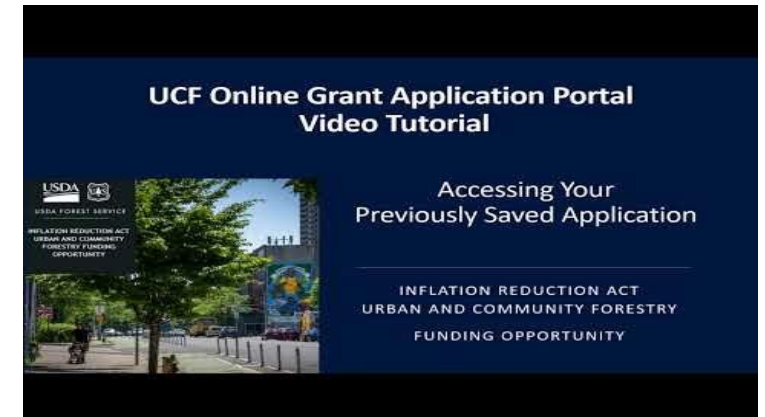 UCF Online Grant Application Portal
Video Tutorial
USDA
UAS
USDA FOREST SERVICE
INFLATION REDUCTION ACT
URBAN AND COMMUNITY
FORESTRY FUNDING
OPPORTUNITY
Accessing Your
Previously Saved Application
INFLATION REDUCTION ACT
URBAN AND COMMUNITY FORESTRY
FUNDING OPPORTUNITY